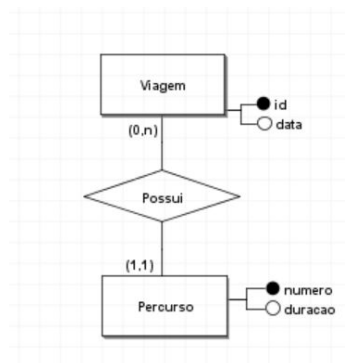 Viagem
id
data
(0,n)
Possui
(1,1)
Percurso
numero
duracao